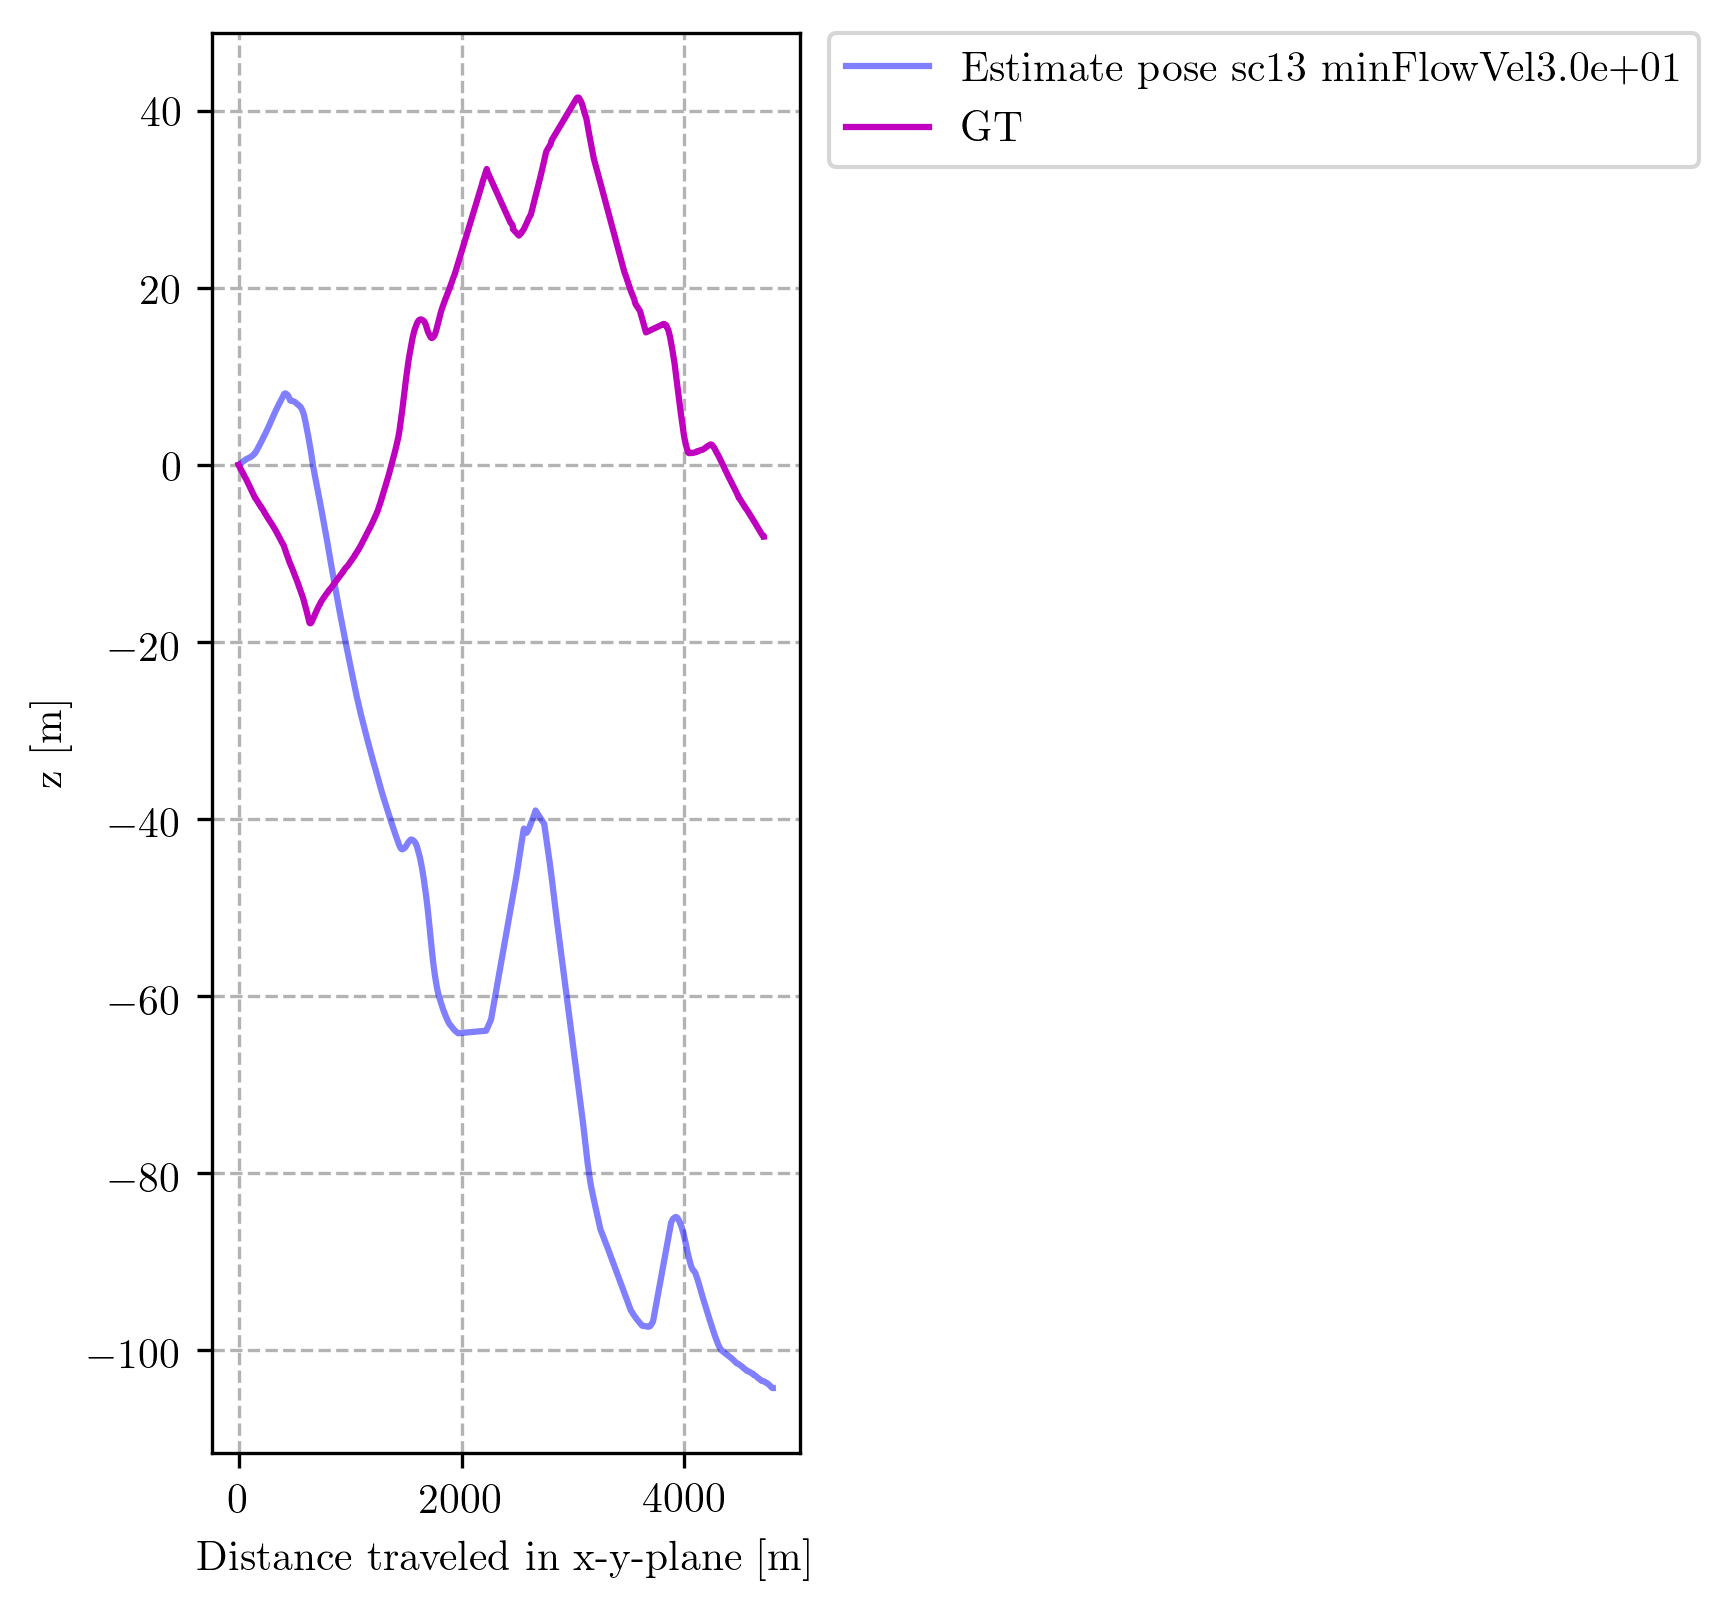 Estimate pose sc13 minFlowVel3.0e+01
GT
40
20
0
−20
−40
−60
−80
−100
z [m]
0 2000 4000
Distance traveled in x-y-plane [m]